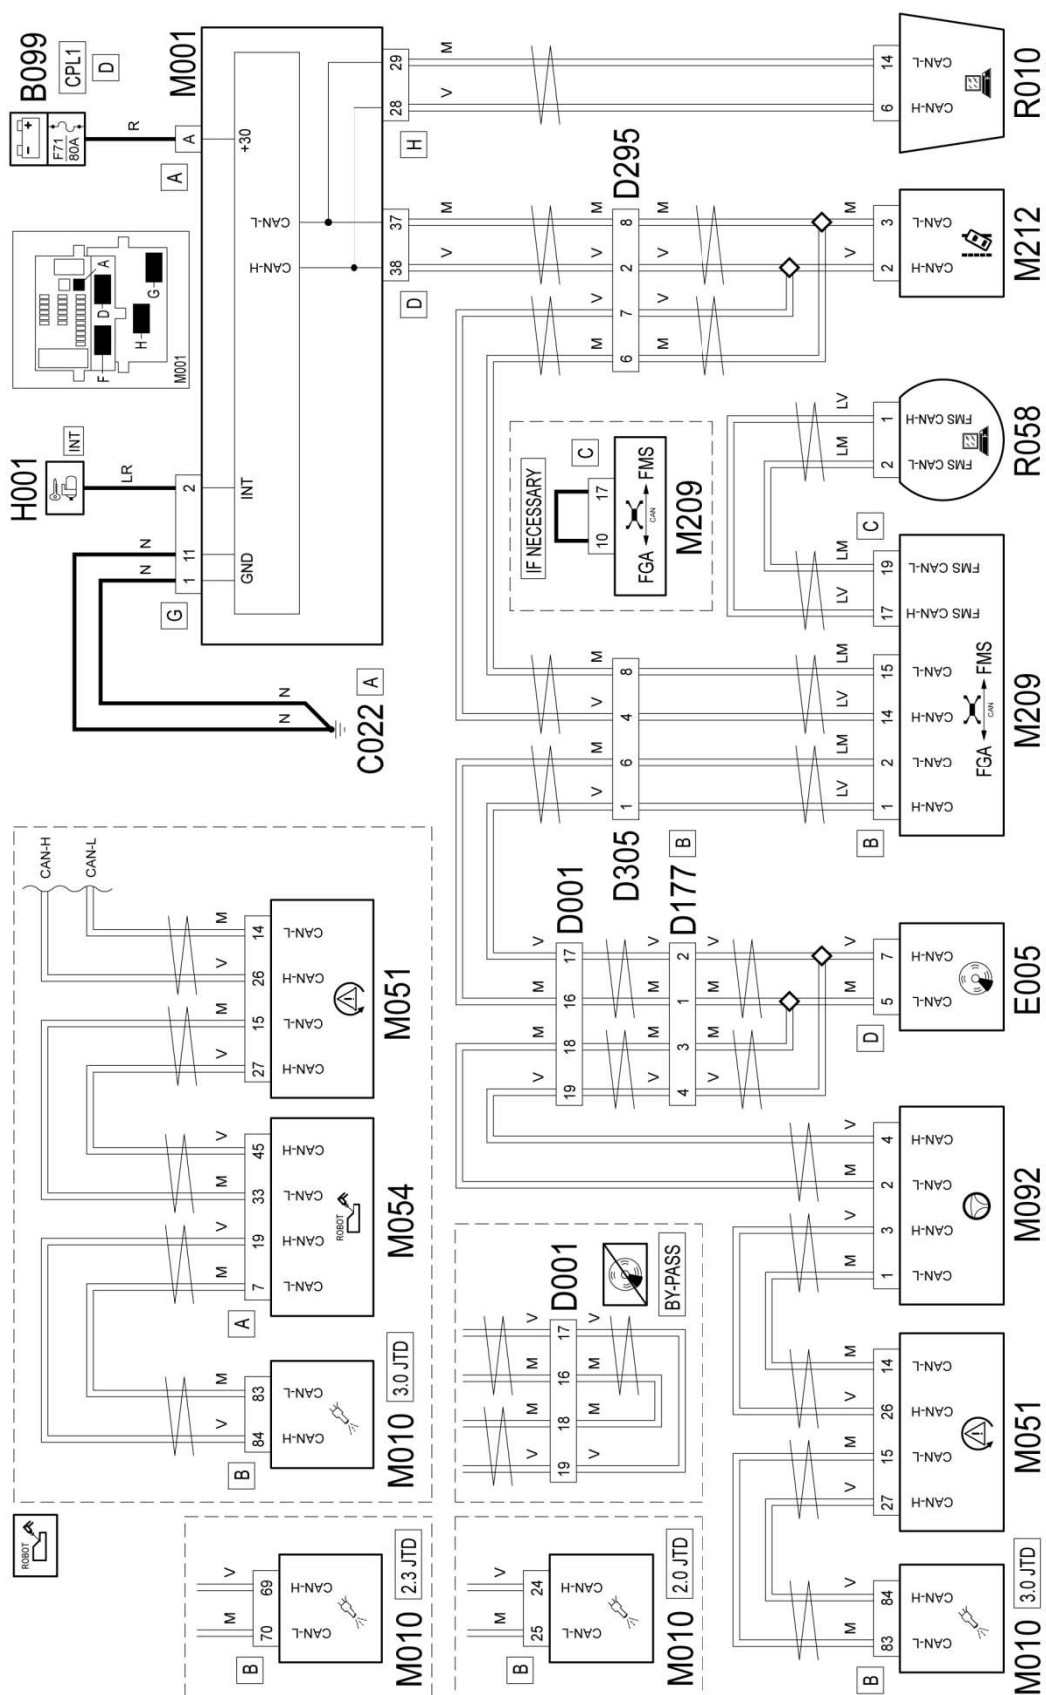 ROBOT
H001
INT
LR
B099
CPL1
D
F71
80A
R
M001
A
D
G
H
F
N
N
G
1
11
2
GND
INT
A
A
+30
M001
CAN-H
CAN-L
N
N
C022
A
D
38
37
H
28
29
V
M
V
M
CAN-H
CAN-L
V
M
V
M
84
83
CAN-H
CAN-L
B
M010
3.0 JTD
M
V
M
V
7
19
33
45
CAN-L
CAN-H
CAN-L
CAN-H
ROBOT
A
M054
V
M
V
M
27
15
26
14
CAN-H
CAN-L
CAN-H
CAN-L
M051
M
V
70
69
CAN-L
CAN-H
B
M010
2.3 JTD
M
V
25
24
CAN-L
CAN-H
B
M010
2.0 JTD
V
M
M
V
19
18
16
17
D001
V
M
M
V
BY-PASS
IF NECESSARY
10
17
C
FGA
CAN
FMS
M209
V
M
M
V
19
18
16
17
D001
V
M
M
V
4
3
1
2
D177
B
V
M
M
V
V
M
V
M
1
6
4
8
D305
M
V
V
M
6
7
2
8
D295
M
V
V
M
M
V
83
84
CAN-L
CAN-H
B
M010
3.0 JTD
V
M
V
M
27
15
26
14
CAN-H
CAN-L
CAN-H
CAN-L
M051
M
V
M
V
1
3
2
4
CAN-L
CAN-H
CAN-L
CAN-H
M092
M
V
D
5
7
CAN-L
CAN-H
E005
LV
LM
LV
LM
LV
LM
B
1
2
14
15
17
19
C
CAN-H
CAN-L
CAN-H
CAN-L
FMS CAN-H
FMS CAN-L
FGA
CAN
FMS
M209
LM
LV
2
1
FMS CAN-L
FMS CAN-H
R058
V
M
2
3
CAN-H
CAN-L
M212
6
14
CAN-H
CAN-L
R010